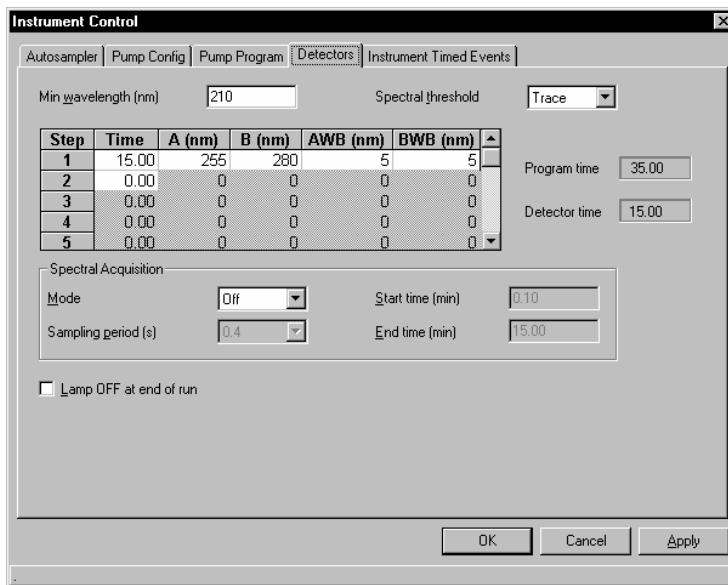 Instrument Control
Autosampler Pump Config Pump Program Detectors Instrument Timed Events
Min wavelength (nm) 210 Spectral threshold Trace
Step Time A (nm) B (nm) AWB (nm) BWB (nm)
1 15.00 255 280 5 5
2 0.00 0 0 0 0
3 0.00 0 0 0 0
4 0.00 0 0 0 0
5 0.00 0 0 0 0
Program time 35.00
Detector time 15.00
Spectral Acquisition
Mode Off Start time (min) 0.10
Sampling period (s) 0.4 End time (min) 15.00
Lamp OFF at end of run
OK Cancel Apply
.